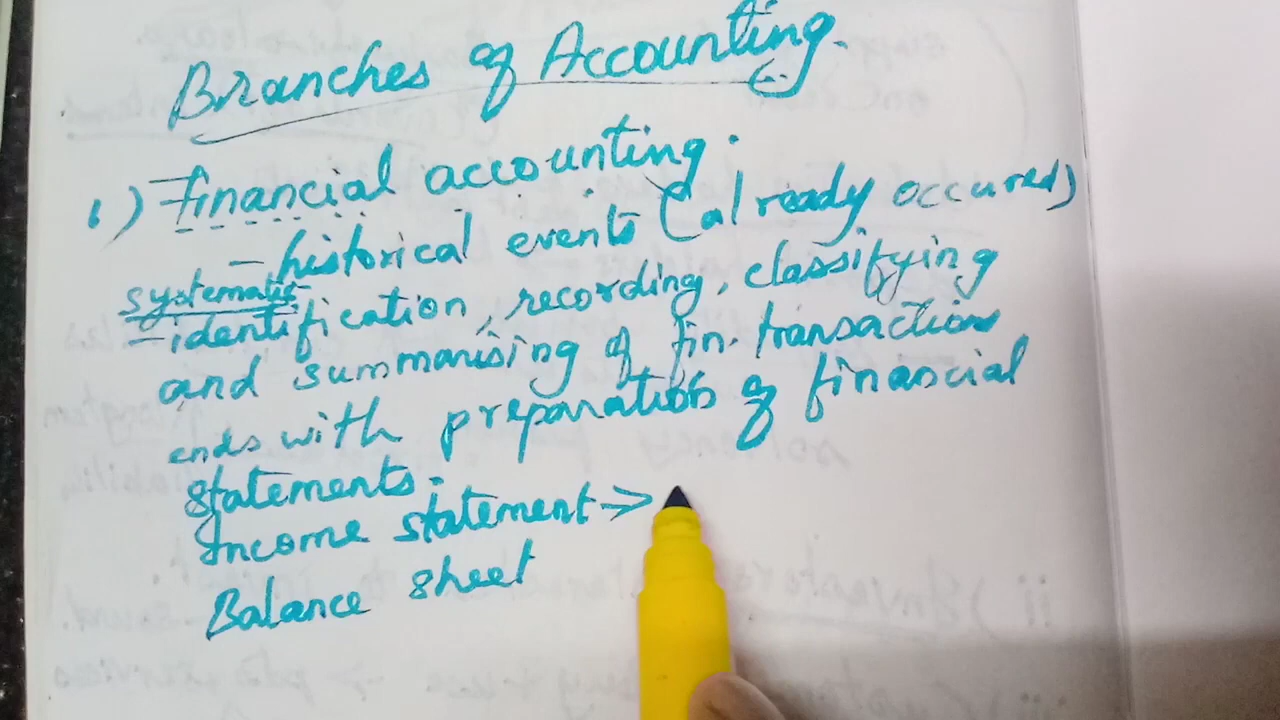 Branches of Accounting.
1) Financial accounting.
- historical events (already occured)
systematic
- identification, recording, classifying
and summarising of fin. transaction
ends with preparation of financial
statements.
Income statement →
Balance sheet